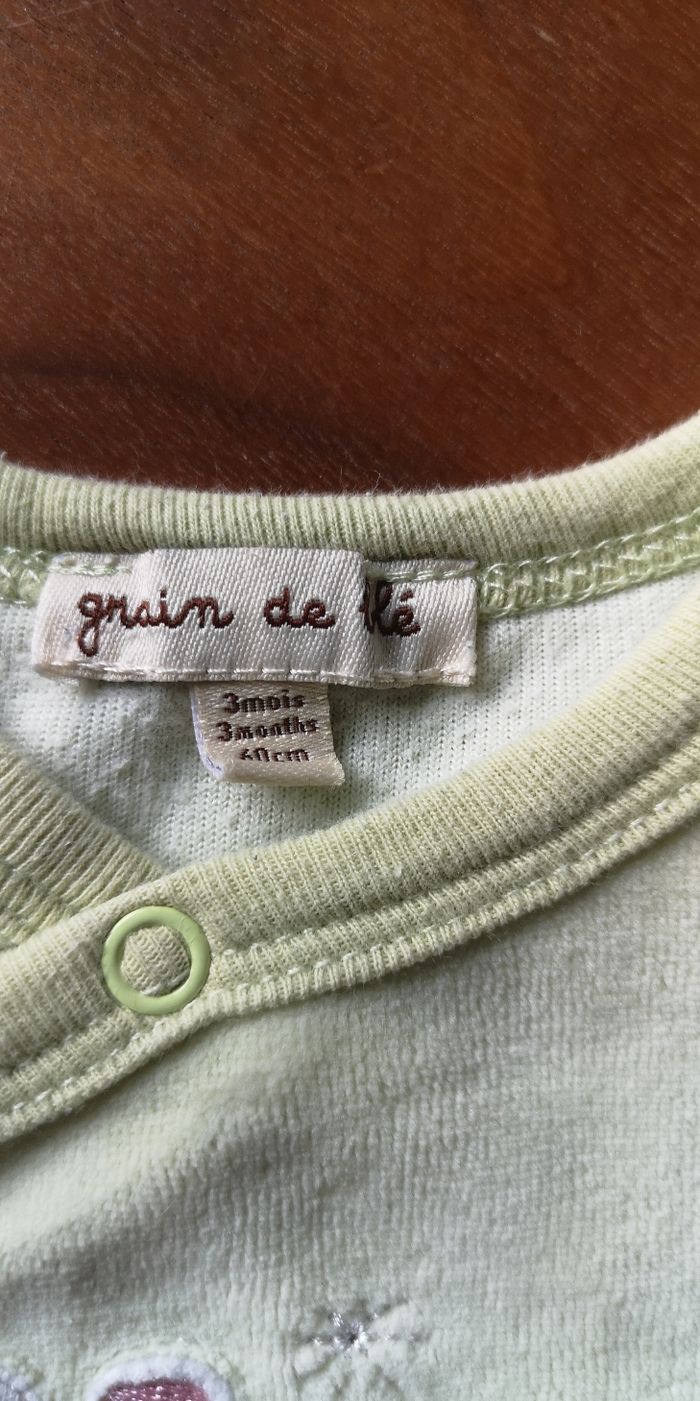 grain de blé
3mois
3months
60cm